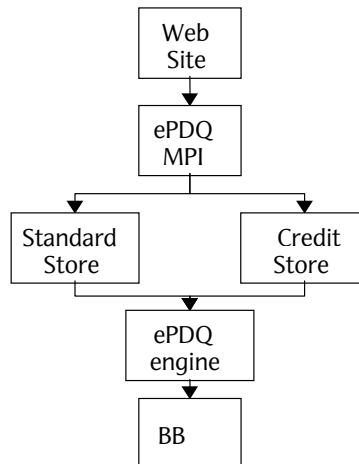 Web
Site
ePDQ
MPI
Standard
Store
Credit
Store
ePDQ
engine
BB